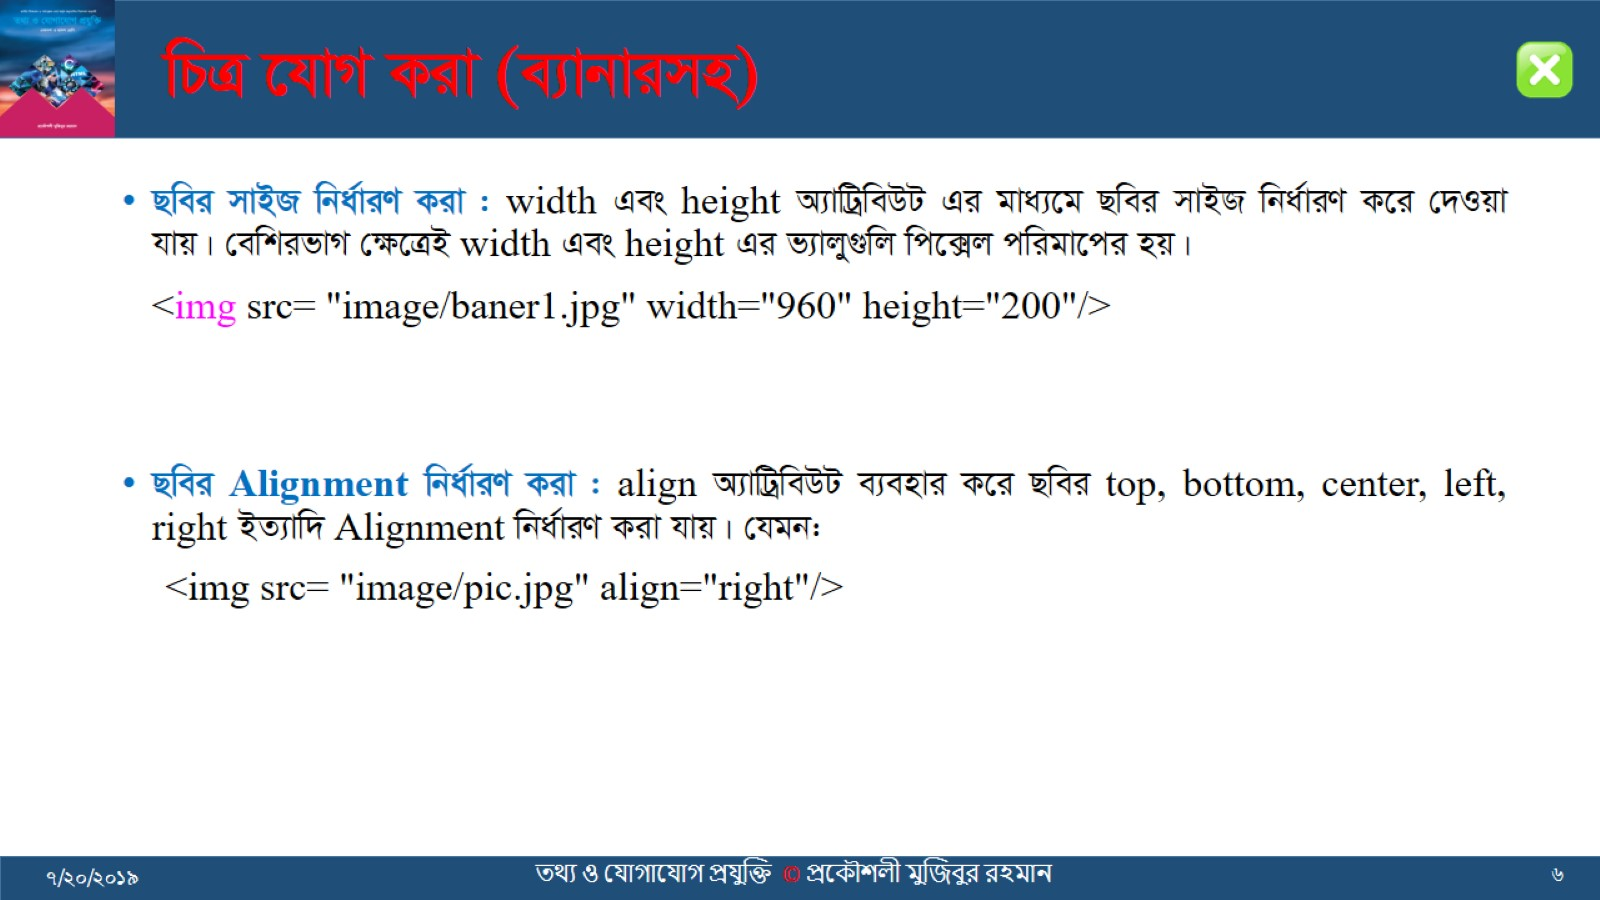 তথ্য ও যোগাযোগ প্রযুক্তি
চিত্র যোগ করা (ব্যানারসহ)
• ছবির সাইজ নির্ধারণ করা : width এবং height অ্যাট্রিবিউট এর মাধ্যমে ছবির সাইজ নির্ধারণ করে দেওয়া
যায়। বেশিরভাগ ক্ষেত্রেই width এবং height এর ভ্যালুগুলি পিক্সেল পরিমাপের হয়।
<img src= "image/baner1.jpg" width="960" height="200"/>
• ছবির Alignment নির্ধারণ করা : align অ্যাট্রিবিউট ব্যবহার করে ছবির top, bottom, center, left,
right ইত্যাদি Alignment নির্ধারণ করা যায়। যেমনঃ
<img src= "image/pic.jpg" align="right"/>
৭/২০/২০১৯
তথ্য ও যোগাযোগ প্রযুক্তি © প্রকৌশলী মুজিবুর রহমান
৬